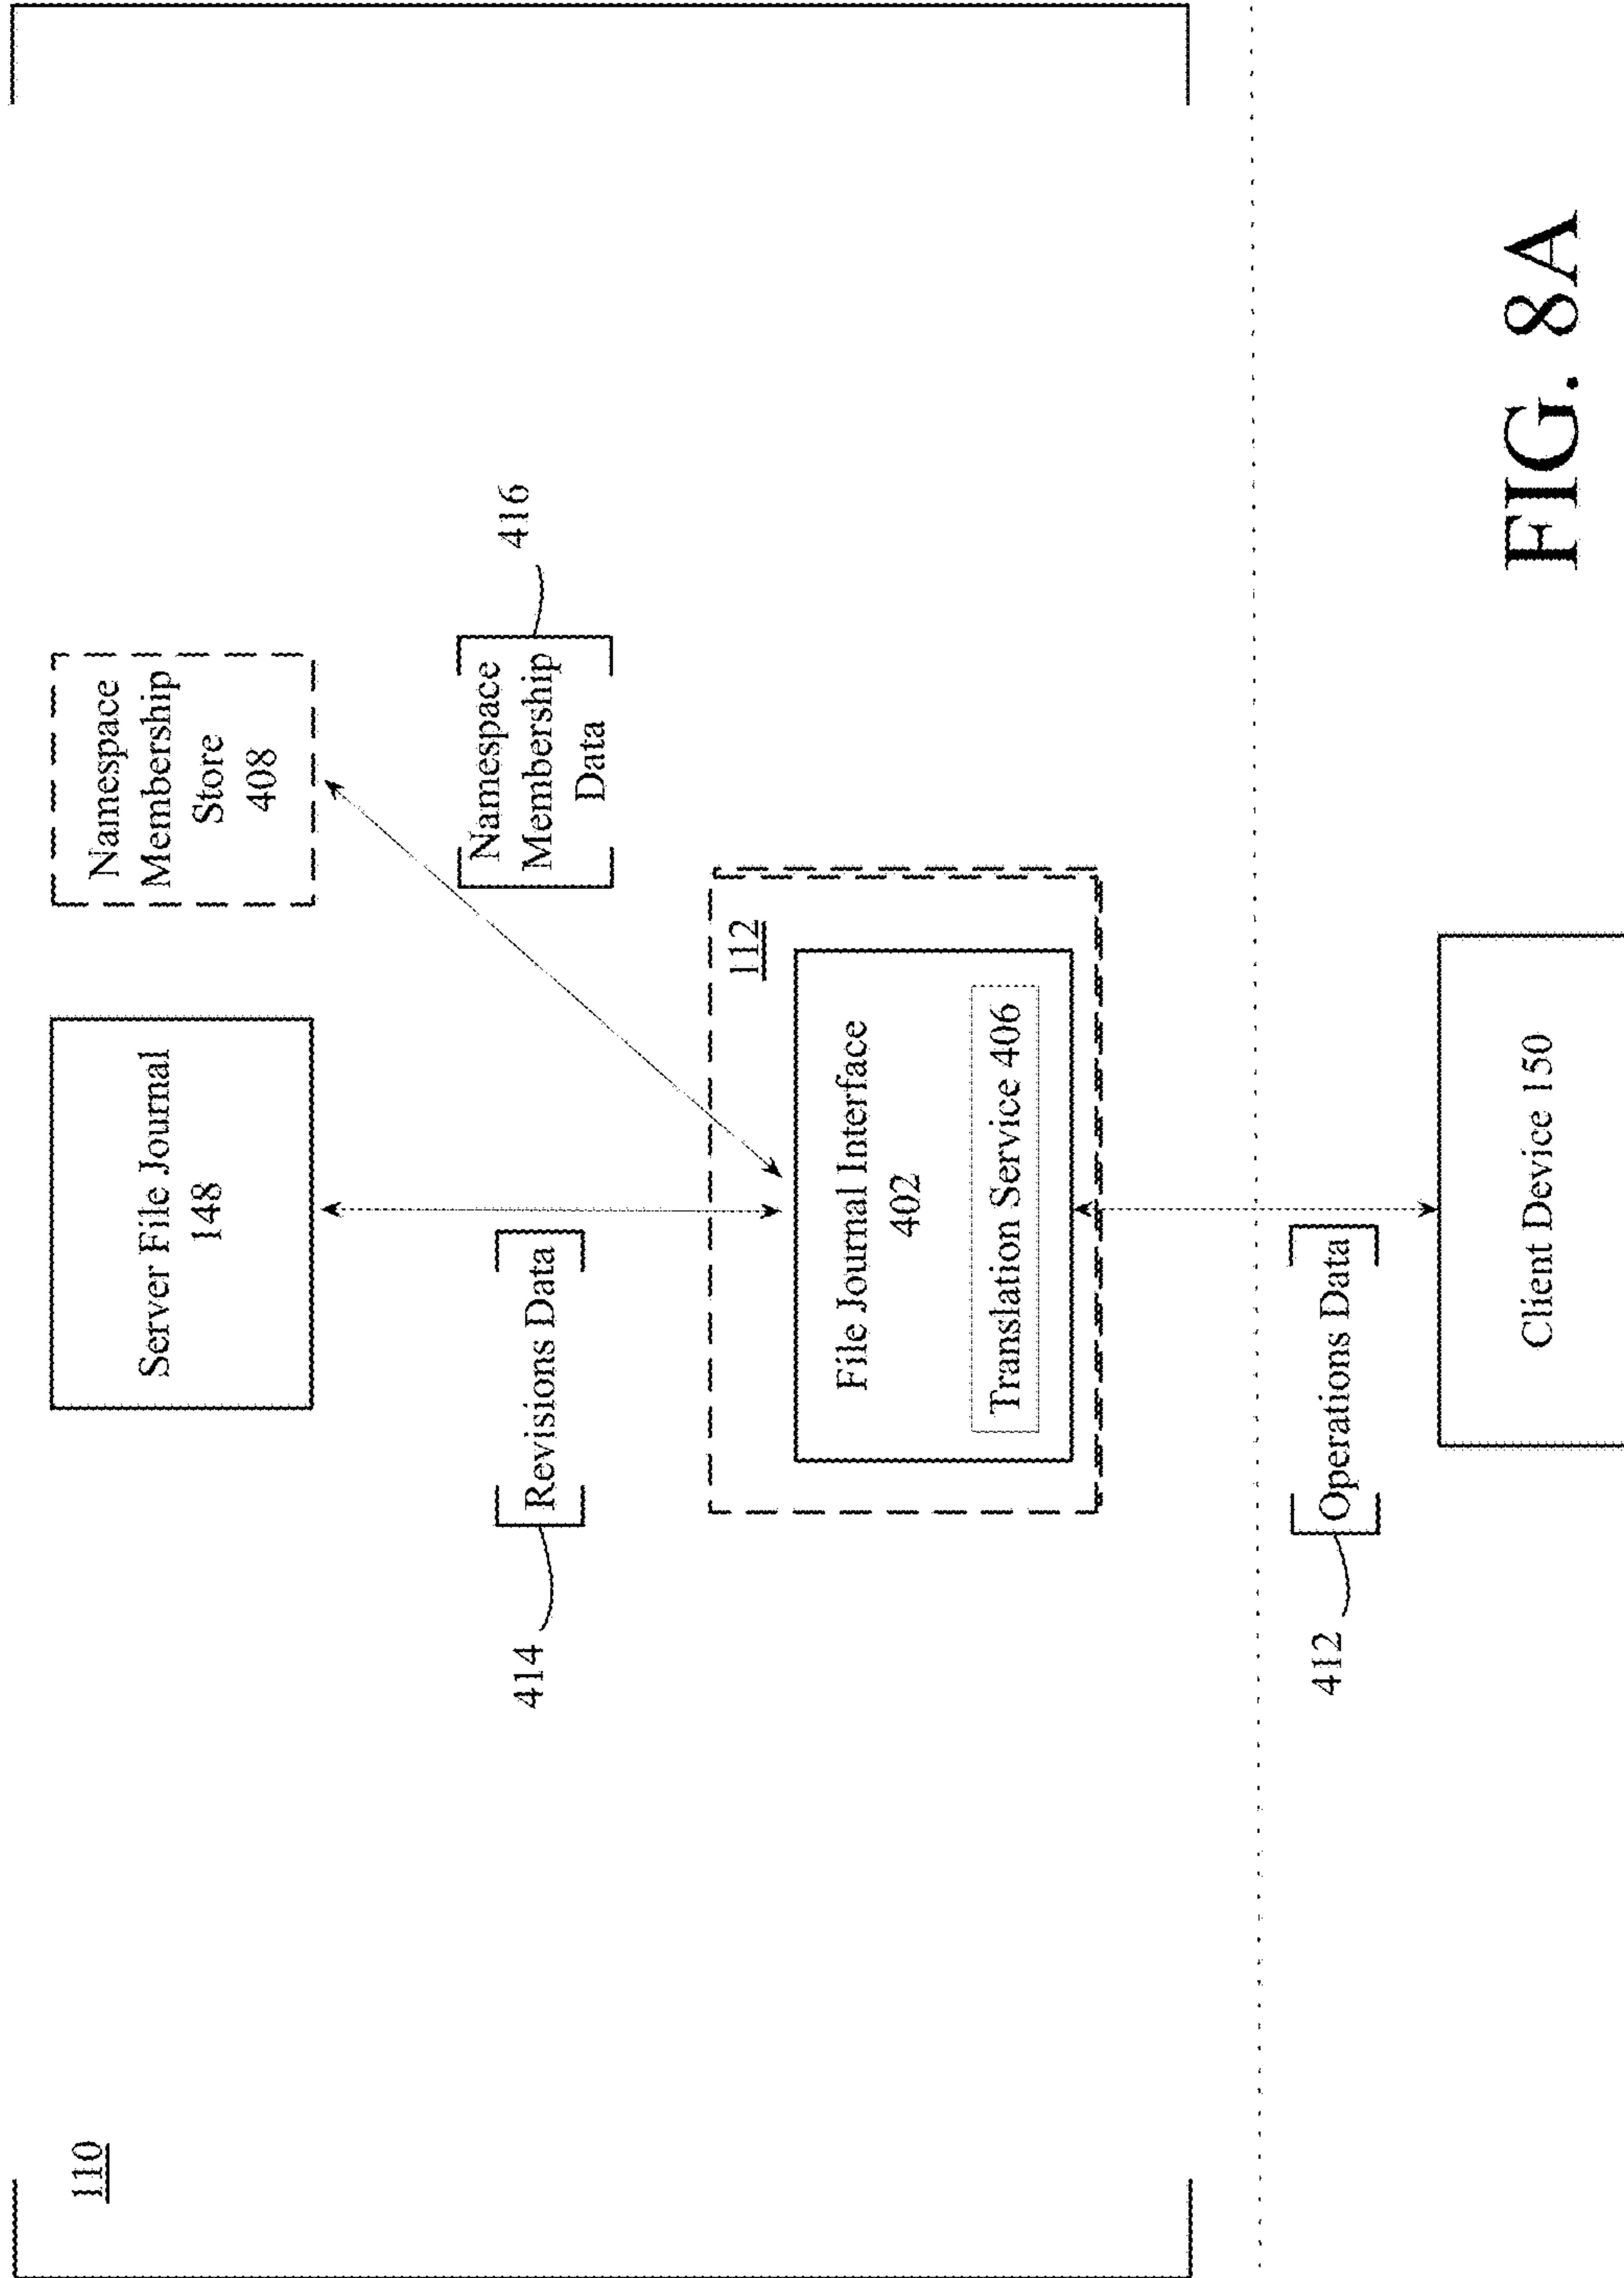 110
Server File Journal
148
Namespace
Membership
Store
408
414
Revisions Data
Namespace
Membership
Data
416
112
File Journal Interface
402
Translation Service 406
412
Operations Data
Client Device 150
FIG. 8A